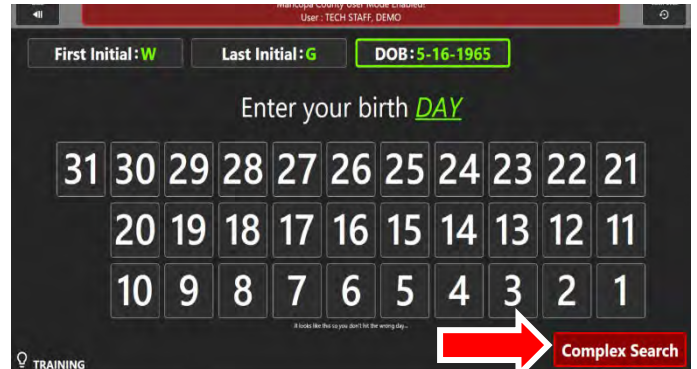 Maricopa County User Mode Enabled!
User : TECH STAFF, DEMO
First Initial:W Last Initial:G DOB:5-16-1965
Enter your birth DAY
31 30 29 28 27 26 25 24 23 22 21
20 19 18 17 16 15 14 13 12 11
10 9 8 7 6 5 4 3 2 1
It looks like this so you don't hit the wrong day...
Complex Search
TRAINING